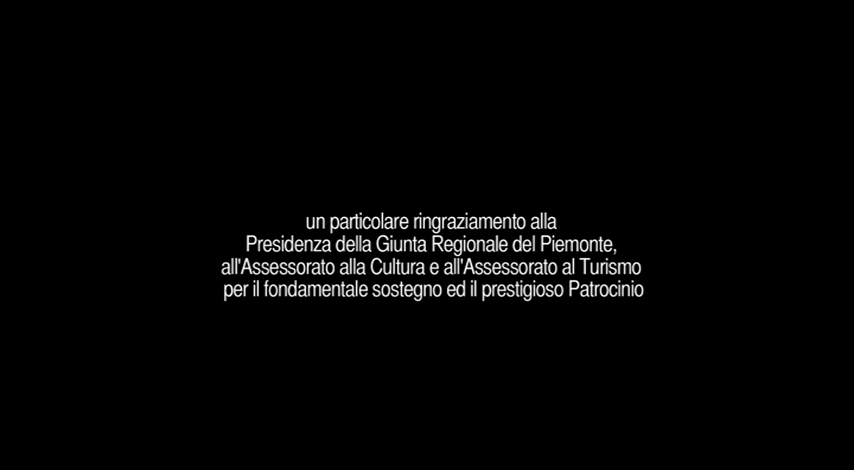 un particolare ringraziamento alla
Presidenza della Giunta Regionale del Piemonte,
all'Assessorato alla Cultura e all'Assessorato al Turismo
per il fondamentale sostegno ed il prestigioso Patrocinio